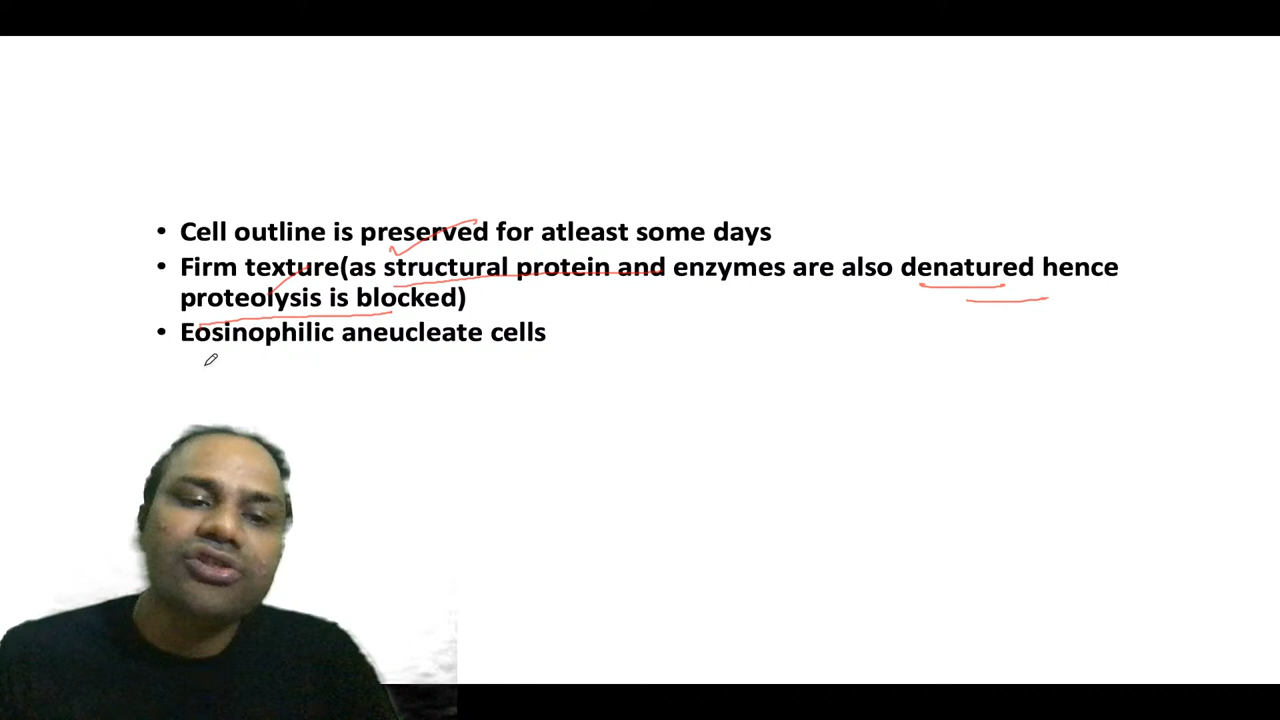 • Cell outline is preserved for atleast some days
• Firm texture(as structural protein and enzymes are also denatured hence
proteolysis is blocked)
• Eosinophilic aneucleate cells